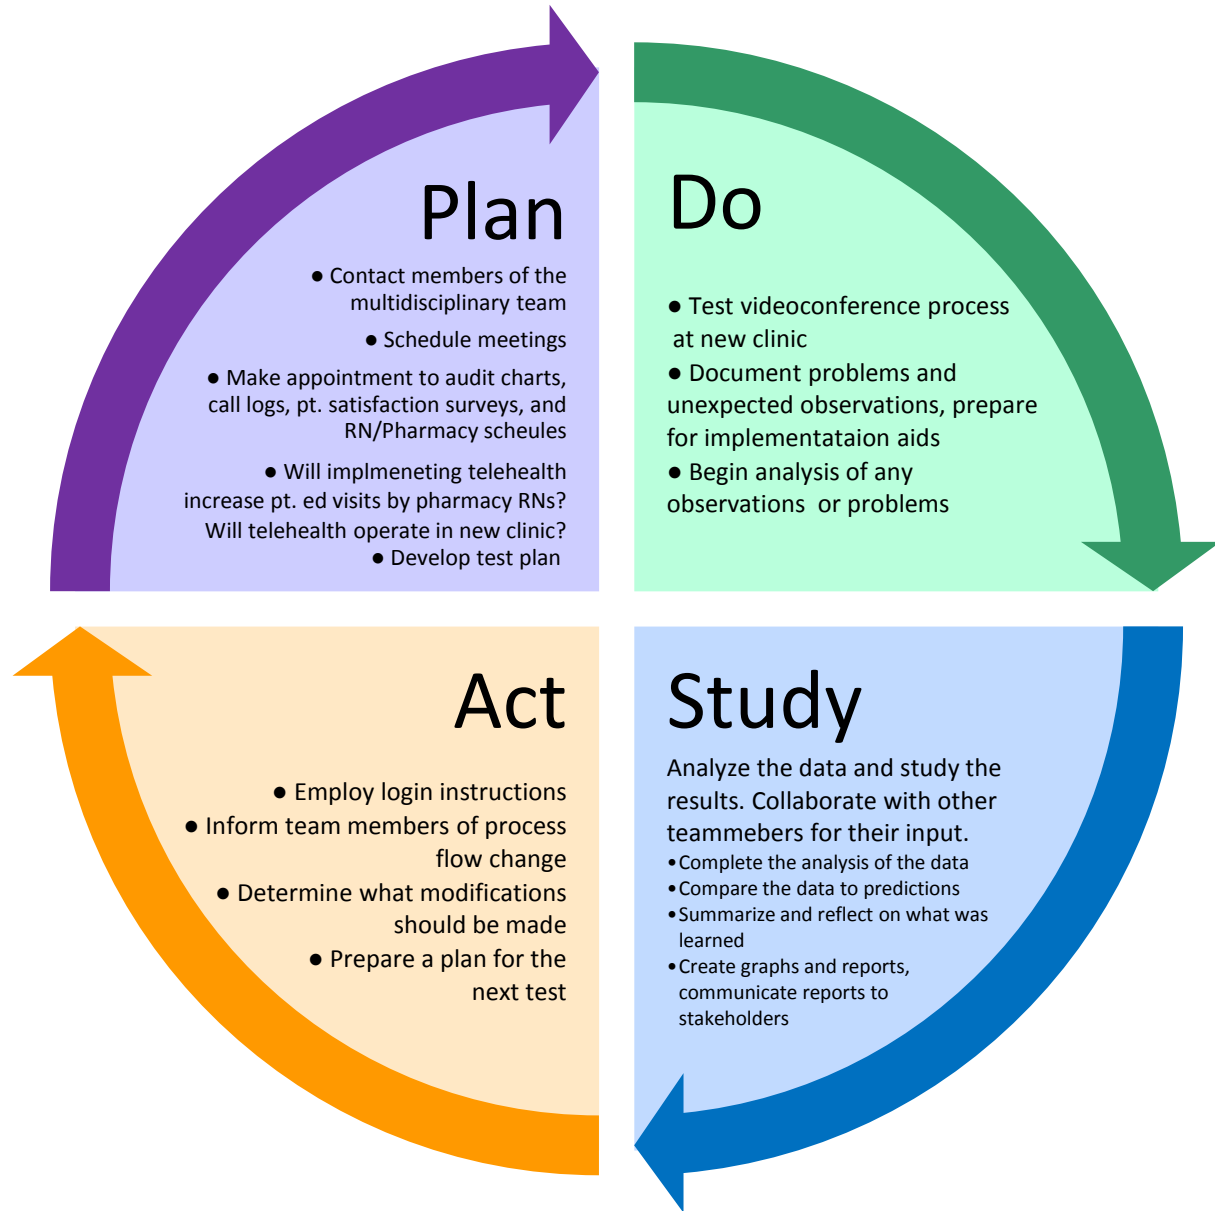 Plan
● Contact members of the
multidisciplinary team
● Schedule meetings
● Make appointment to audit charts,
call logs, pt. satisfaction surveys, and
RN/Pharmacy scheules
● Will implmeneting telehealth
increase pt. ed visits by pharmacy RNs?
Will telehealth operate in new clinic?
● Develop test plan
Do
● Test videoconference process
at new clinic
● Document problems and
unexpected observations, prepare
for implementataion aids
● Begin analysis of any
observations or problems
Act
● Employ login instructions
● Inform team members of process
flow change
● Determine what modifications
should be made
● Prepare a plan for the
next test
Study
Analyze the data and study the
results. Collaborate with other
teammebers for their input.
•Complete the analysis of the data
•Compare the data to predictions
•Summarize and reflect on what was
learned
•Create graphs and reports,
communicate reports to
stakeholders